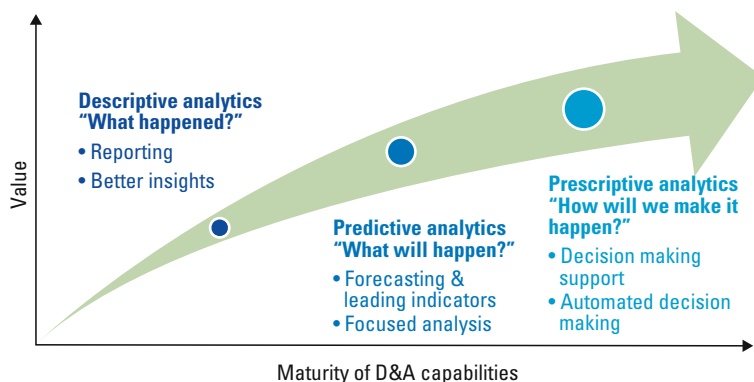 Value
Descriptive analytics
“What happened?”
• Reporting
• Better insights
Predictive analytics
“What will happen?”
• Forecasting &
leading indicators
• Focused analysis
Prescriptive analytics
“How will we make it
happen?”
• Decision making
support
• Automated decision
making
Maturity of D&A capabilities